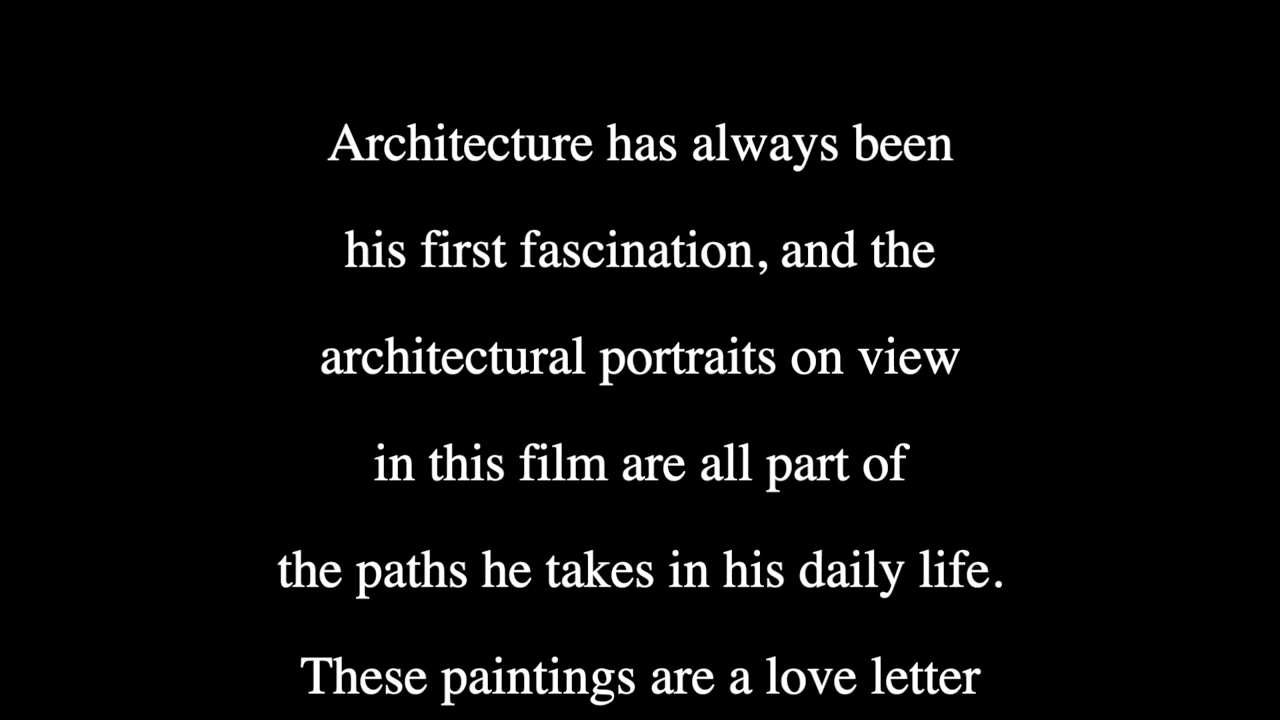 Architecture has always been
his first fascination, and the
architectural portraits on view
in this film are all part of
the paths he takes in his daily life.
These paintings are a love letter